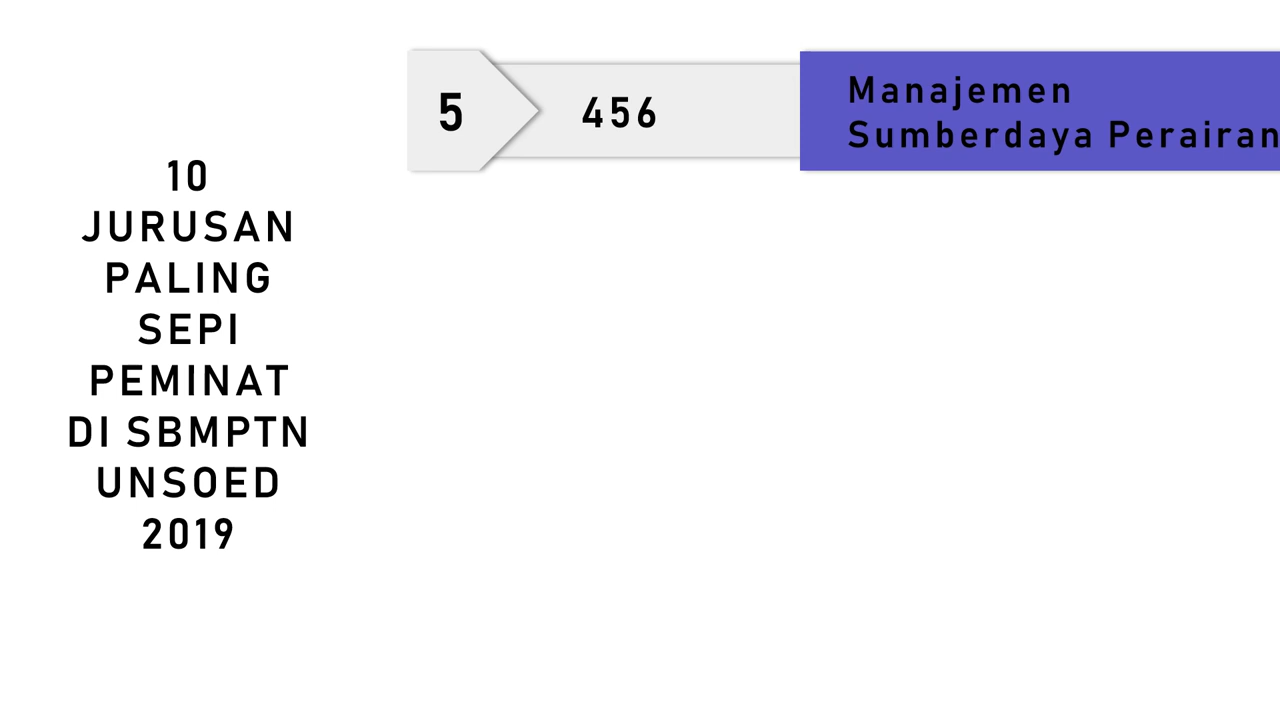 10
JURUSAN
PALING
SEPI
PEMINAT
DI SBMPTN
UNSOED
2019
5
456
Manajemen
Sumberdaya Perairan